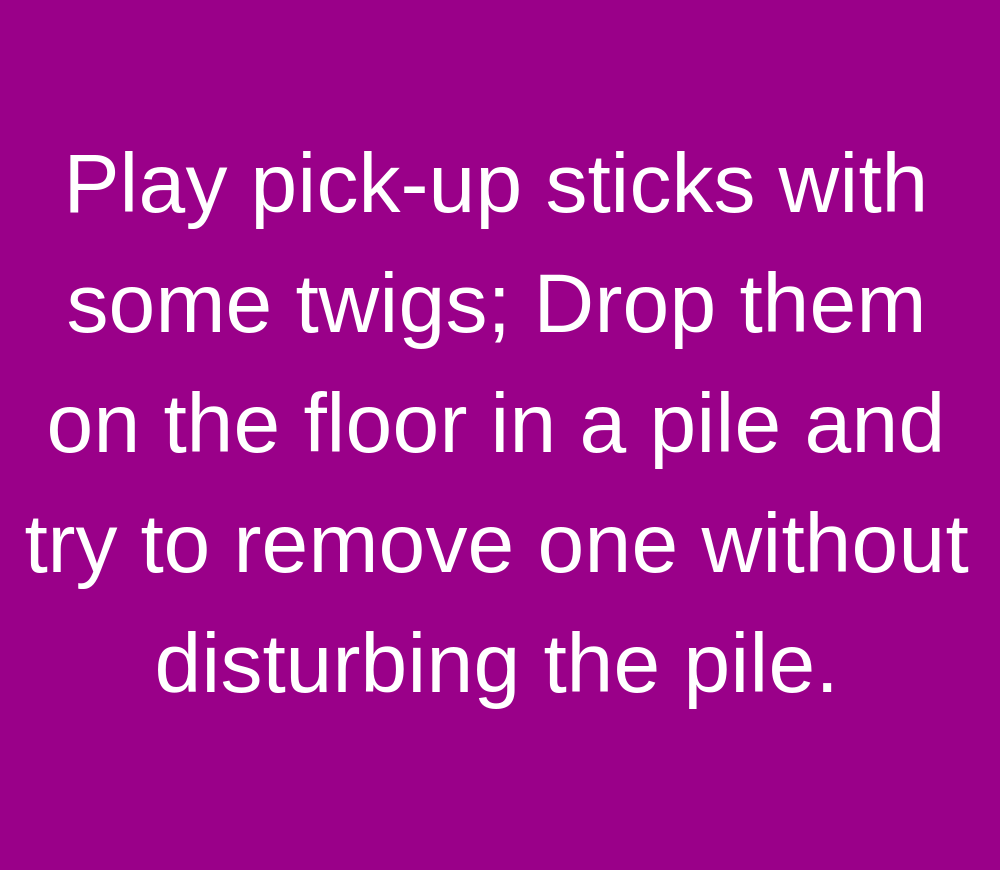 Play pick-up sticks with
some twigs; Drop them
on the floor in a pile and
try to remove one without
disturbing the pile.